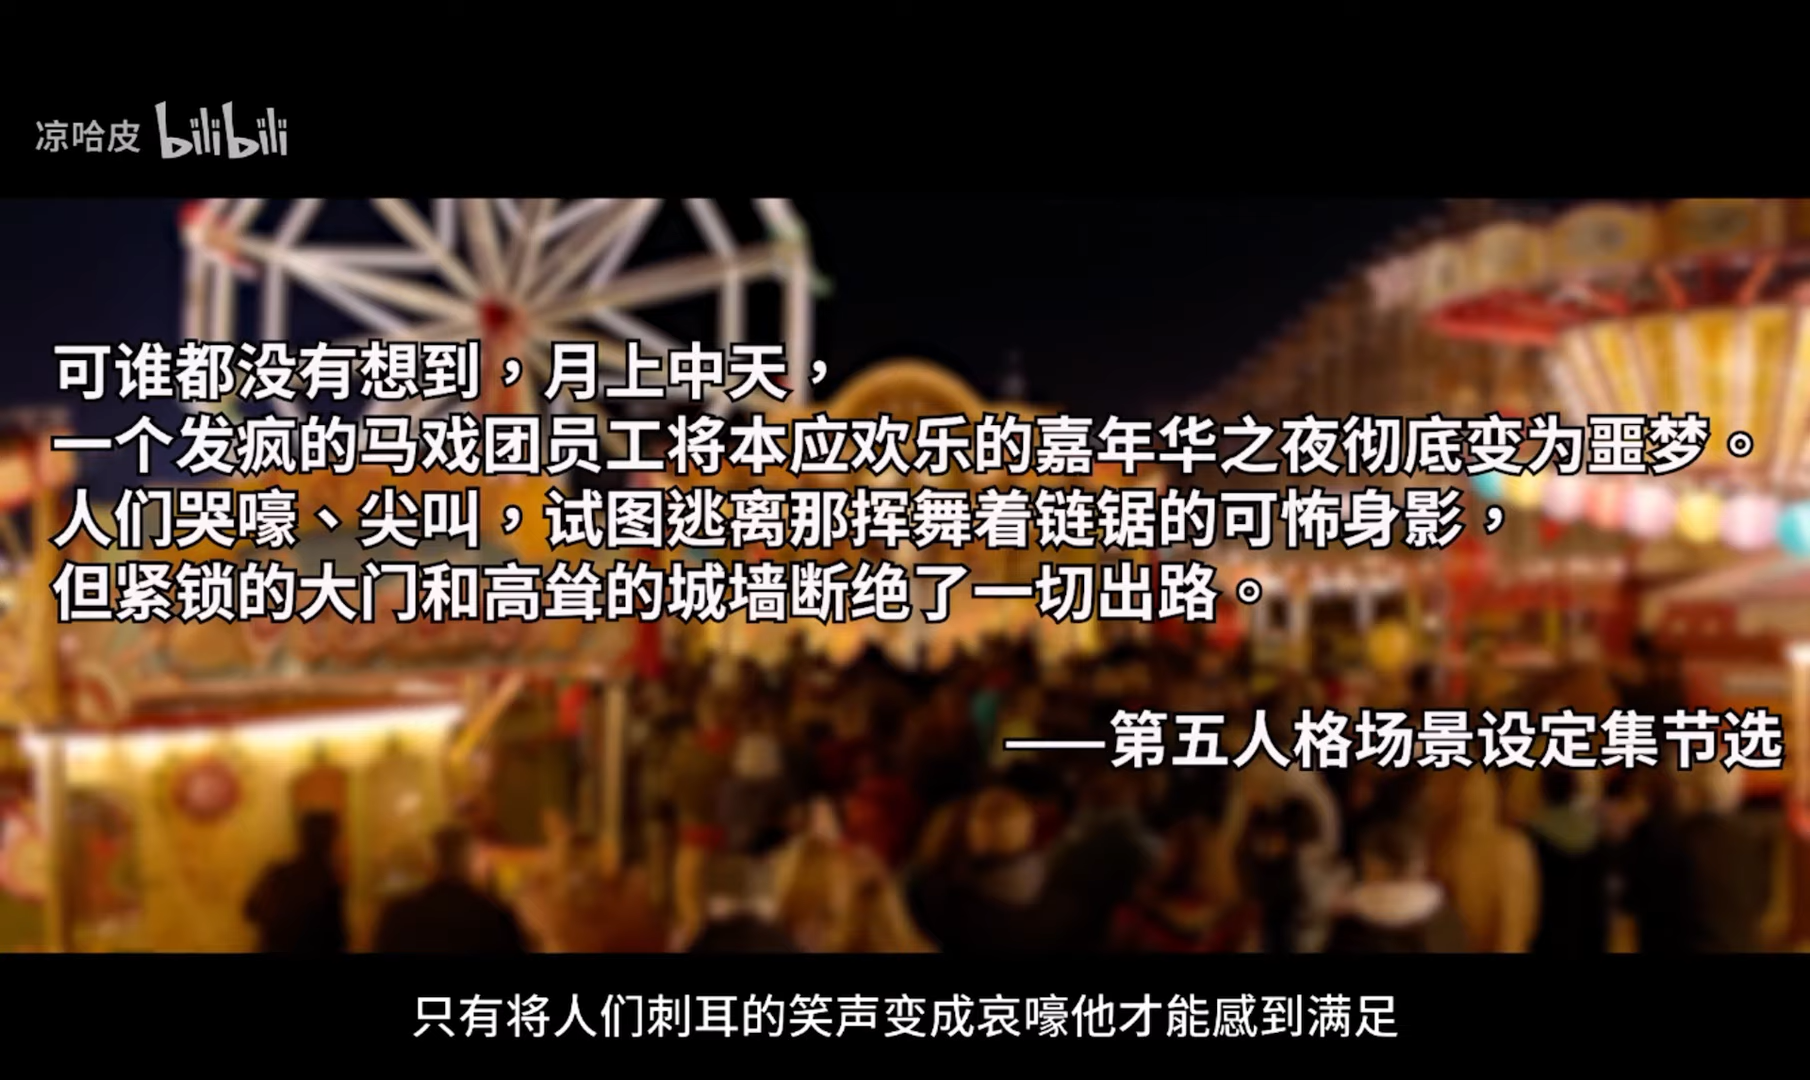 凉哈皮 bilibili
可谁都没有想到，月上中天，
一个发疯的马戏团员工将本应欢乐的嘉年华之夜彻底变为噩梦。
人们哭嚎、尖叫，试图逃离那挥舞着链锯的可怖身影，
但紧锁的大门和高耸的城墙断绝了一切出路。
——第五人格场景设定集节选
只有将人们刺耳的笑声变成哀嚎他才能感到满足